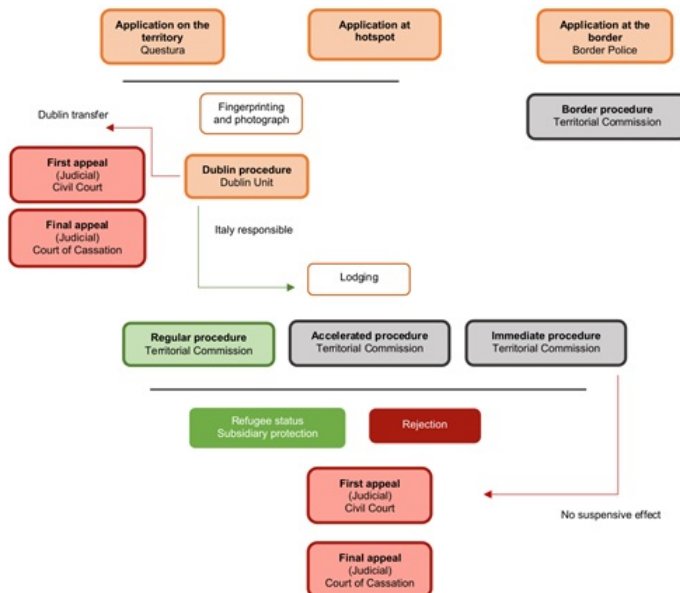 Application on the
territory
Questura
Application at
hotspot
Application at the
border
Border Police
Fingerprinting
and photograph
Border procedure
Territorial Commission
Dublin transfer
First appeal
(Judicial)
Civil Court
Dublin procedure
Dublin Unit
Final appeal
(Judicial)
Court of Cassation
Italy responsible
Lodging
Regular procedure
Territorial Commission
Accelerated procedure
Territorial Commission
Immediate procedure
Territorial Commission
Refugee status
Subsidiary protection
Rejection
First appeal
(Judicial)
Civil Court
No suspensive effect
Final appeal
(Judicial)
Court of Cassation